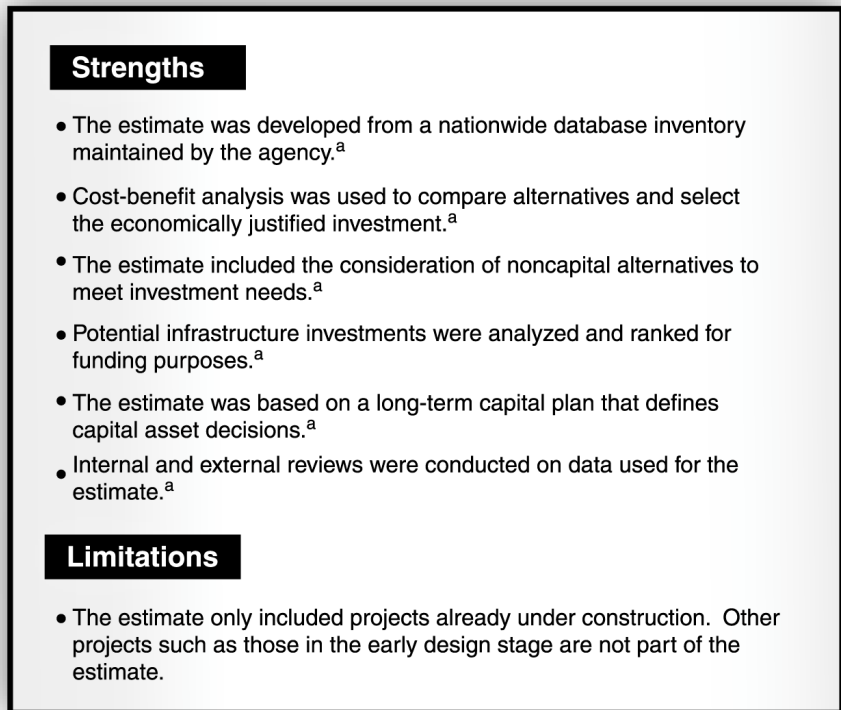 Strengths
• The estimate was developed from a nationwide database inventory
maintained by the agency.ᵃ
• Cost-benefit analysis was used to compare alternatives and select
the economically justified investment.ᵃ
• The estimate included the consideration of noncapital alternatives to
meet investment needs.ᵃ
• Potential infrastructure investments were analyzed and ranked for
funding purposes.ᵃ
• The estimate was based on a long-term capital plan that defines
capital asset decisions.ᵃ
• Internal and external reviews were conducted on data used for the
estimate.ᵃ
Limitations
• The estimate only included projects already under construction. Other
projects such as those in the early design stage are not part of the
estimate.